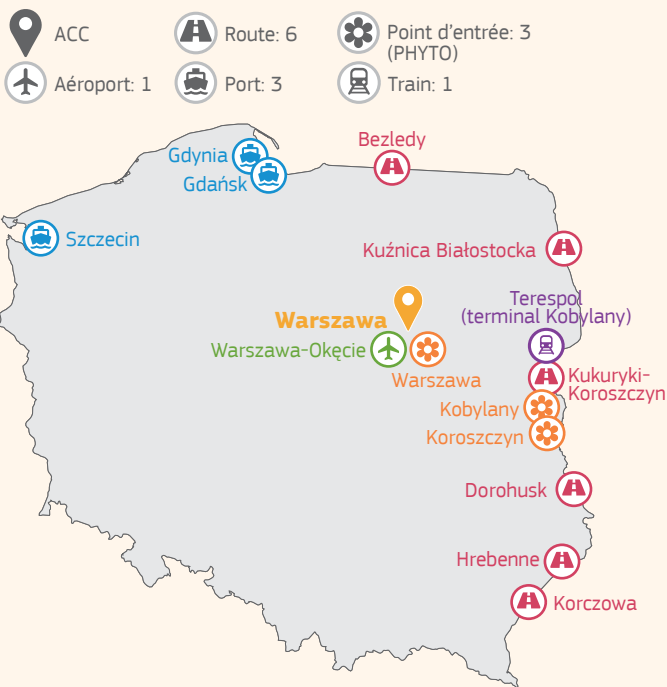 ACC
Route: 6
Point d'entrée: 3
(PHYTO)
Aéroport: 1
Port: 3
Train: 1
Bezledy
Gdynia
Gdańsk
Szczecin
Kuźnica Białostocka
Terespol
(terminal Kobylany)
Warszawa
Warszawa-Okęcie
Warszawa
Kukuryki-
Koroszczyn
Kobylany
Koroszczyn
Dorohusk
Hrebenne
Korczowa